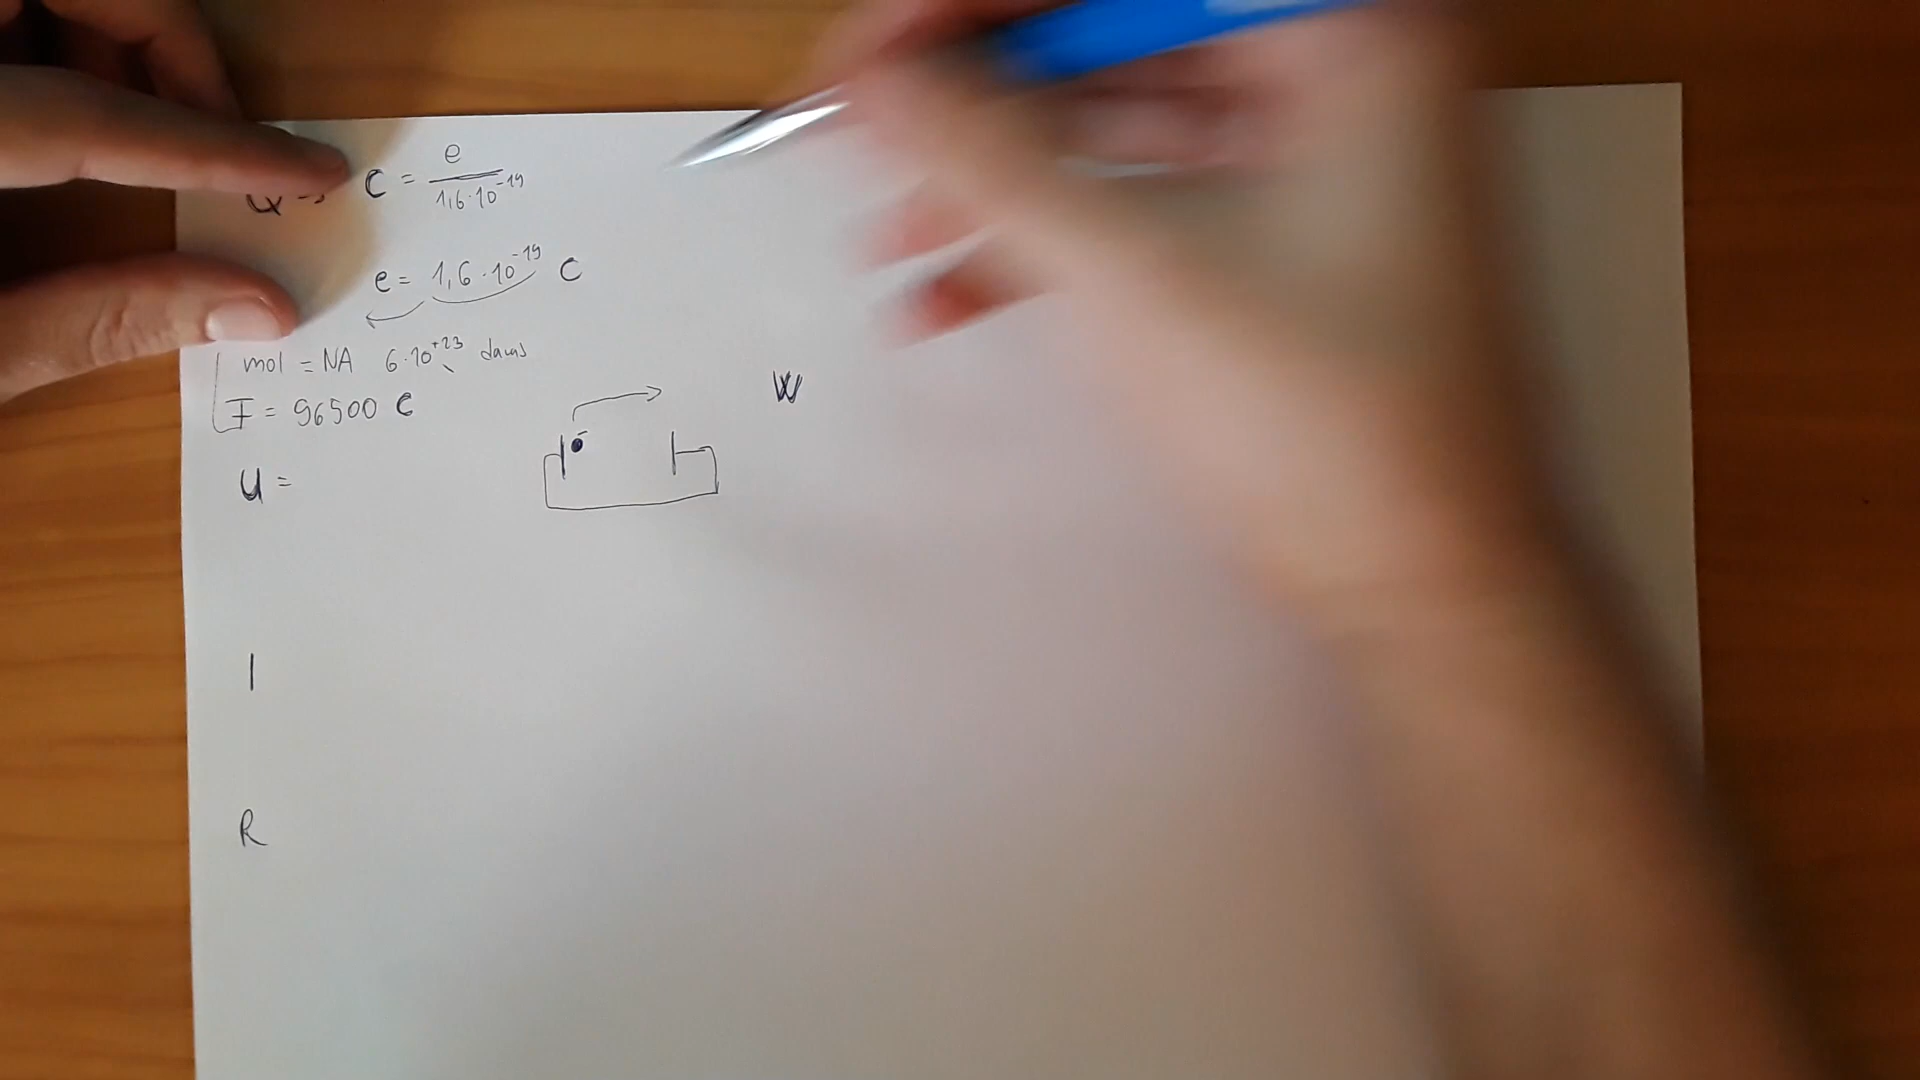 Q → C = e / 1,6·10⁻¹⁹
e = 1,6·10⁻¹⁹ C
mol = NA 6·10⁺²³
F = 96500 C
W
U =
I
R